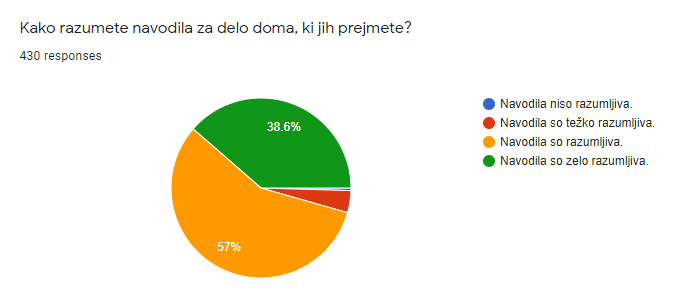 Kako razumete navodila za delo doma, ki jih prejmete?
430 responses
38.6%
57%
Navodila niso razumljiva.
Navodila so težko razumljiva.
Navodila so razumljiva.
Navodila so zelo razumljiva.